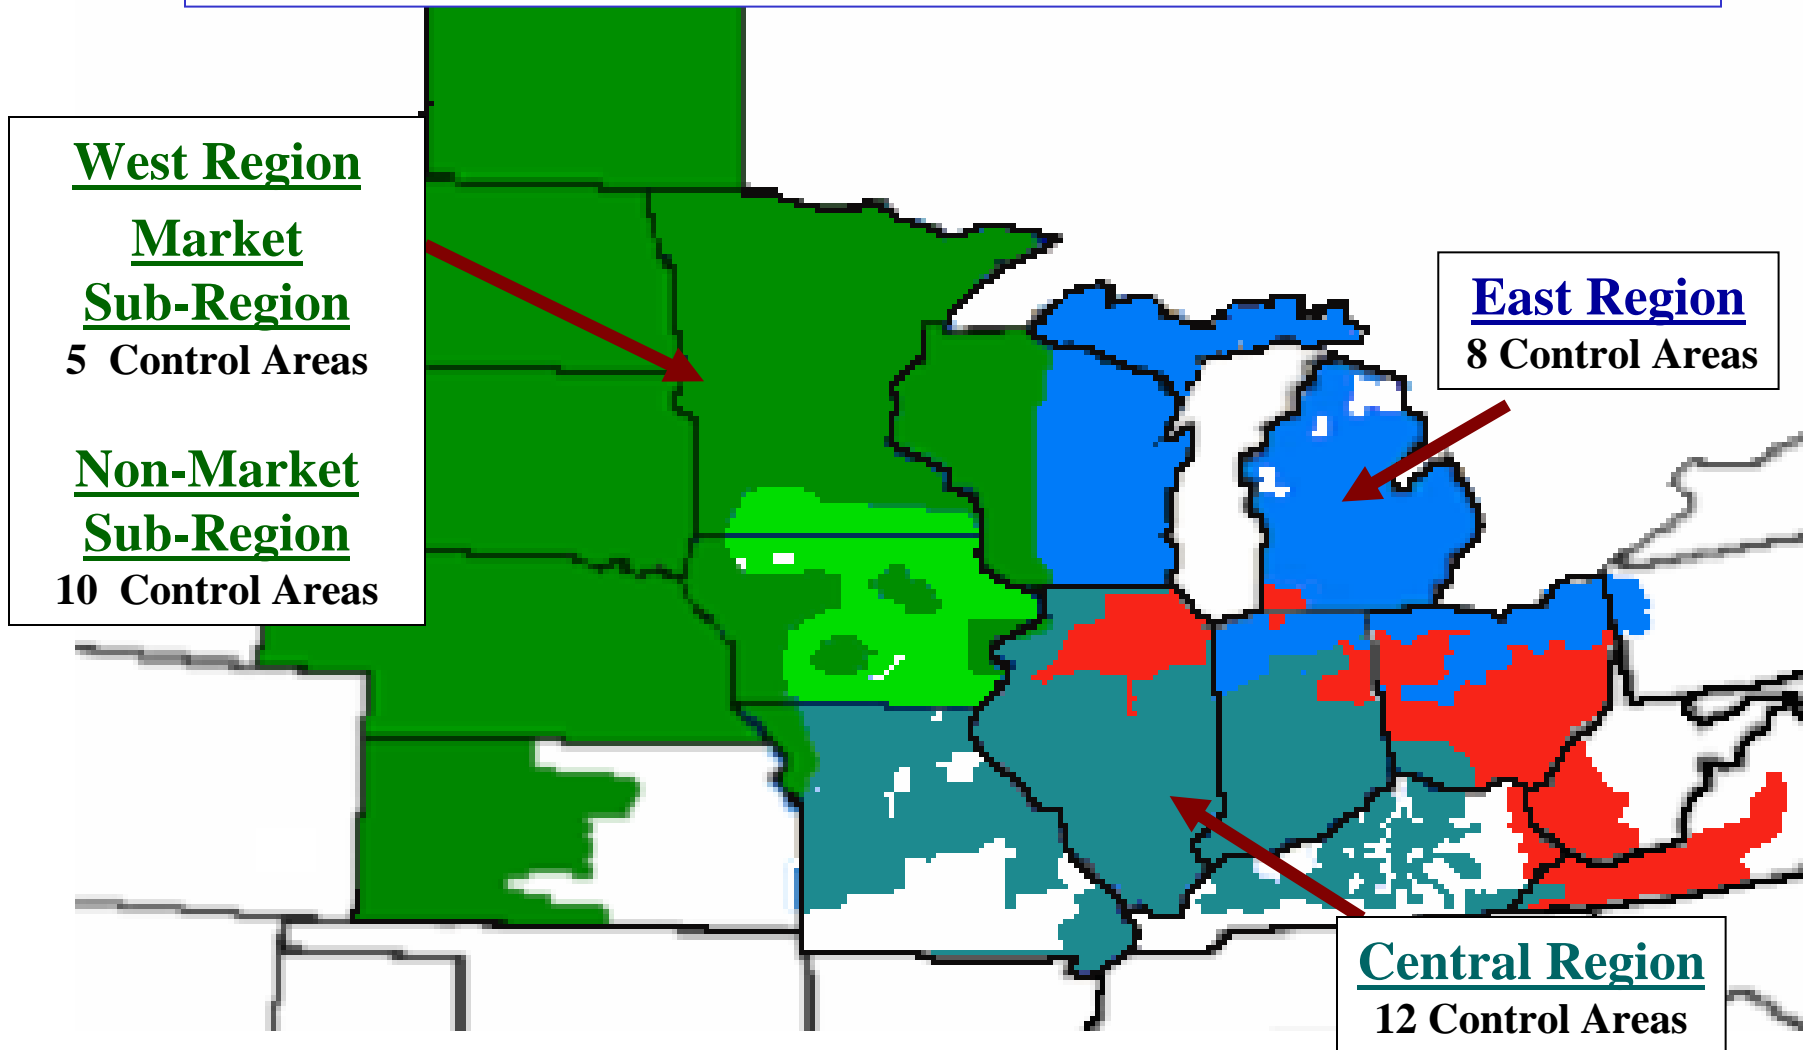 West Region
Market
Sub-Region
5 Control Areas
Non-Market
Sub-Region
10 Control Areas
East Region
8 Control Areas
Central Region
12 Control Areas